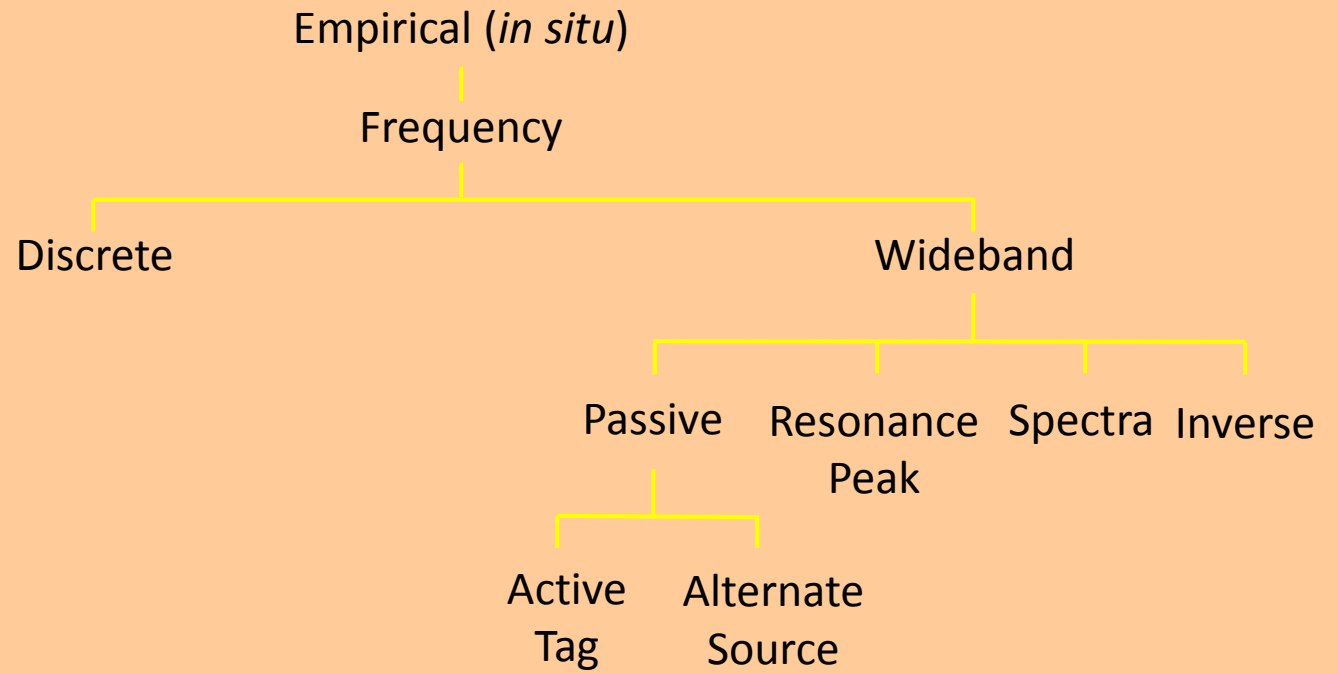 Empirical (in situ)
Frequency
Discrete
Wideband
Passive
Resonance
Peak
Spectra
Inverse
Active
Tag
Alternate
Source